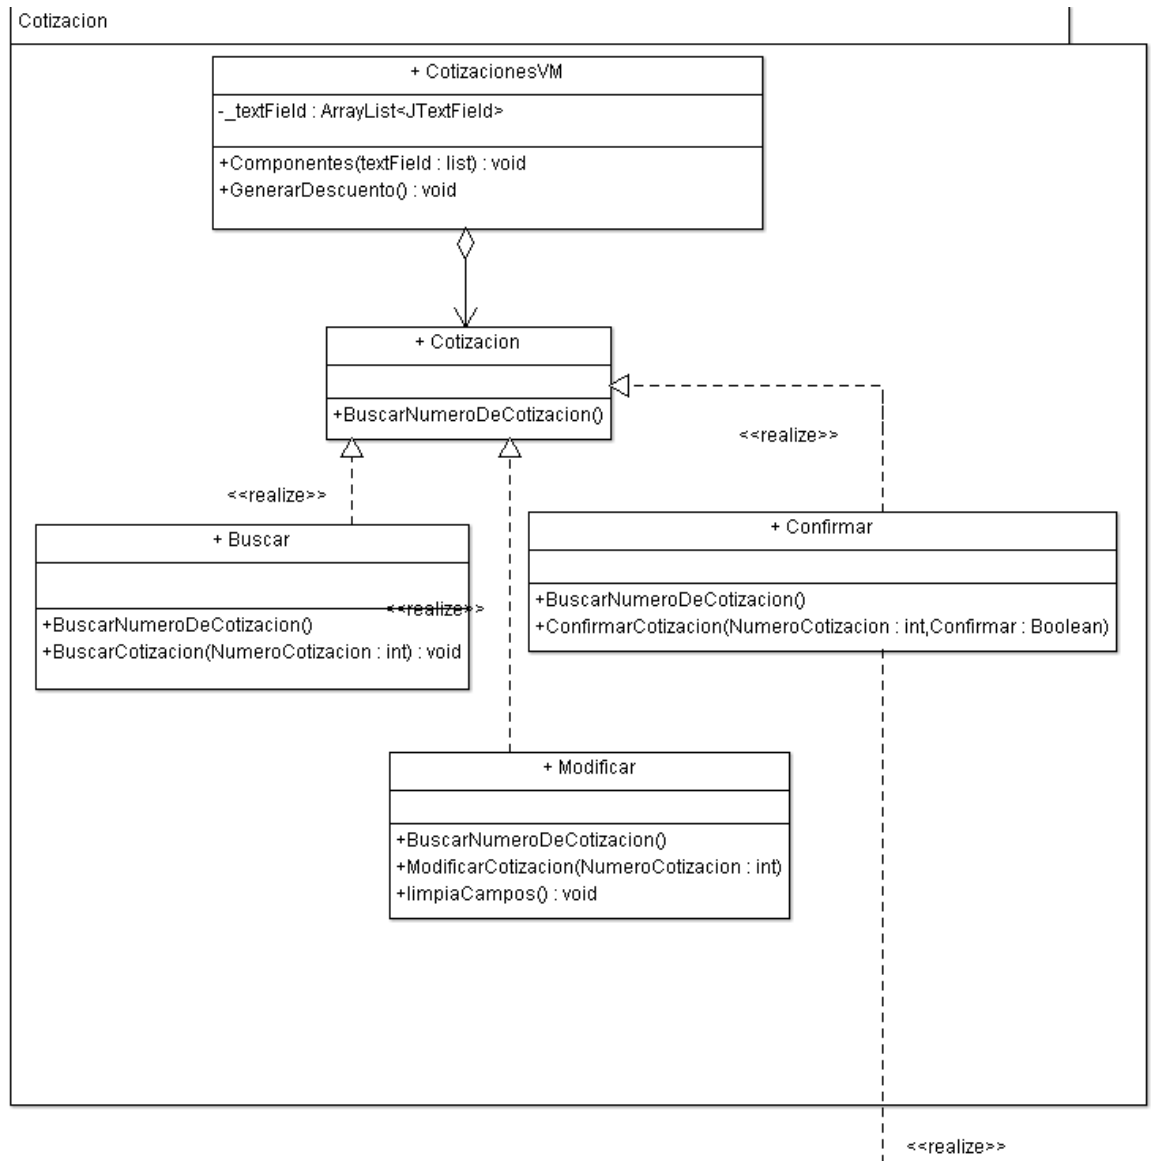 Cotizacion
+ CotizacionesVM
-_textField : ArrayList<JTextField>
+Componentes(textField : list) : void
+GenerarDescuento() : void
+ Cotizacion
+BuscarNumeroDeCotizacion()
<<realize>>
<<realize>>
+ Buscar
<<realize>>
+BuscarNumeroDeCotizacion()
+BuscarCotizacion(NumeroCotizacion : int) : void
+ Confirmar
+BuscarNumeroDeCotizacion()
+ConfirmarCotizacion(NumeroCotizacion : int,Confirmar : Boolean)
+ Modificar
+BuscarNumeroDeCotizacion()
+ModificarCotizacion(NumeroCotizacion : int)
+limpiaCampos() : void
<<realize>>